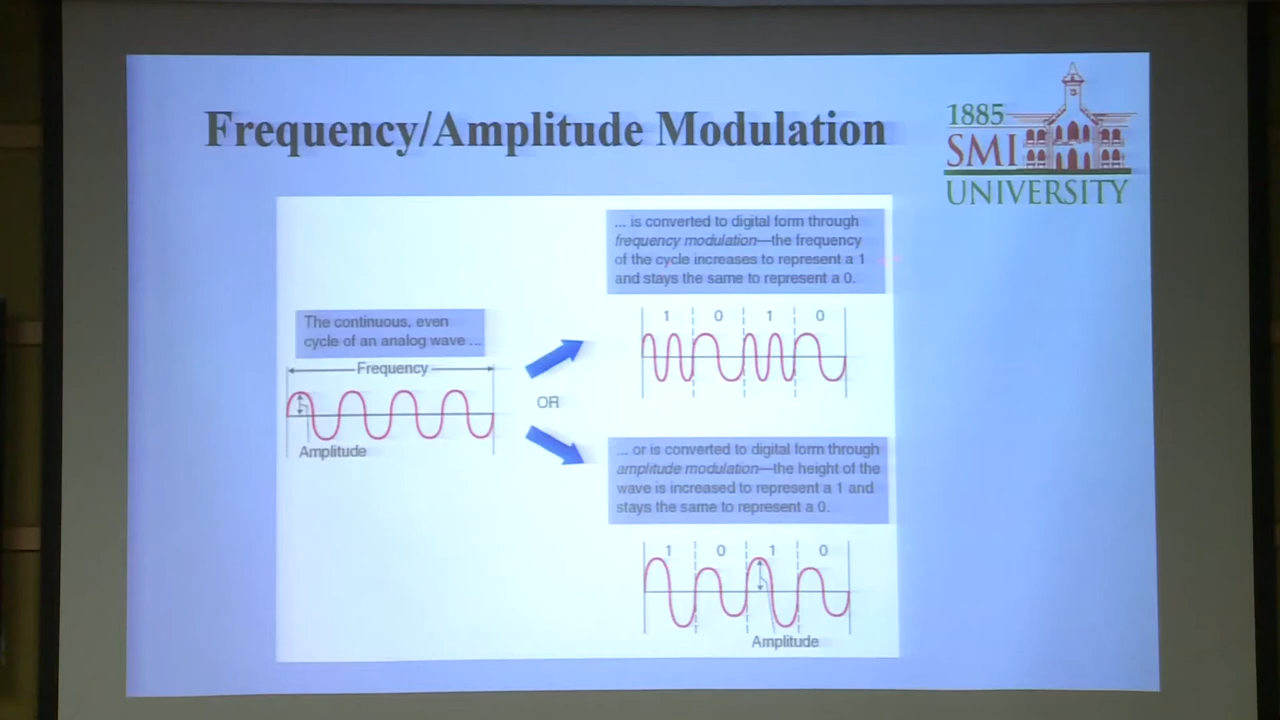 Frequency/Amplitude Modulation
1885
SMI
UNIVERSITY
The continuous, even
cycle of an analog wave ...
Frequency
Amplitude
OR
... is converted to digital form through
frequency modulation—the frequency
of the cycle increases to represent a 1
and stays the same to represent a 0.
1 0 1 0
... or is converted to digital form through
amplitude modulation—the height of the
wave is increased to represent a 1 and
stays the same to represent a 0.
1 0 1 0
Amplitude